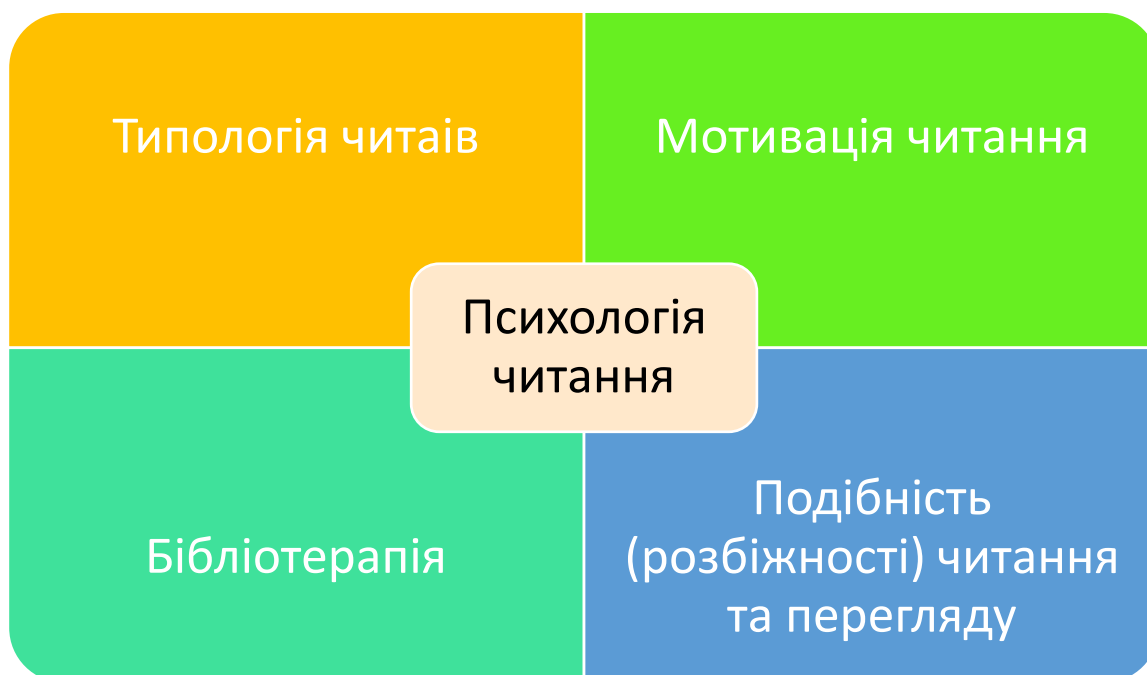 Типологія читаів
Мотивація читання
Психологія
читання
Бібліотерапія
Подібність
(розбіжності) читання
та перегляду